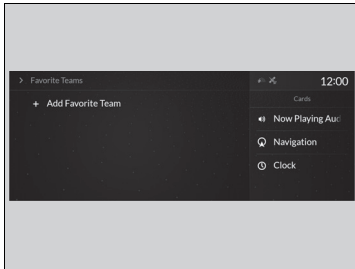 Favorite Teams
12:00
+ Add Favorite Team
Cards
Now Playing Aud
Navigation
Clock